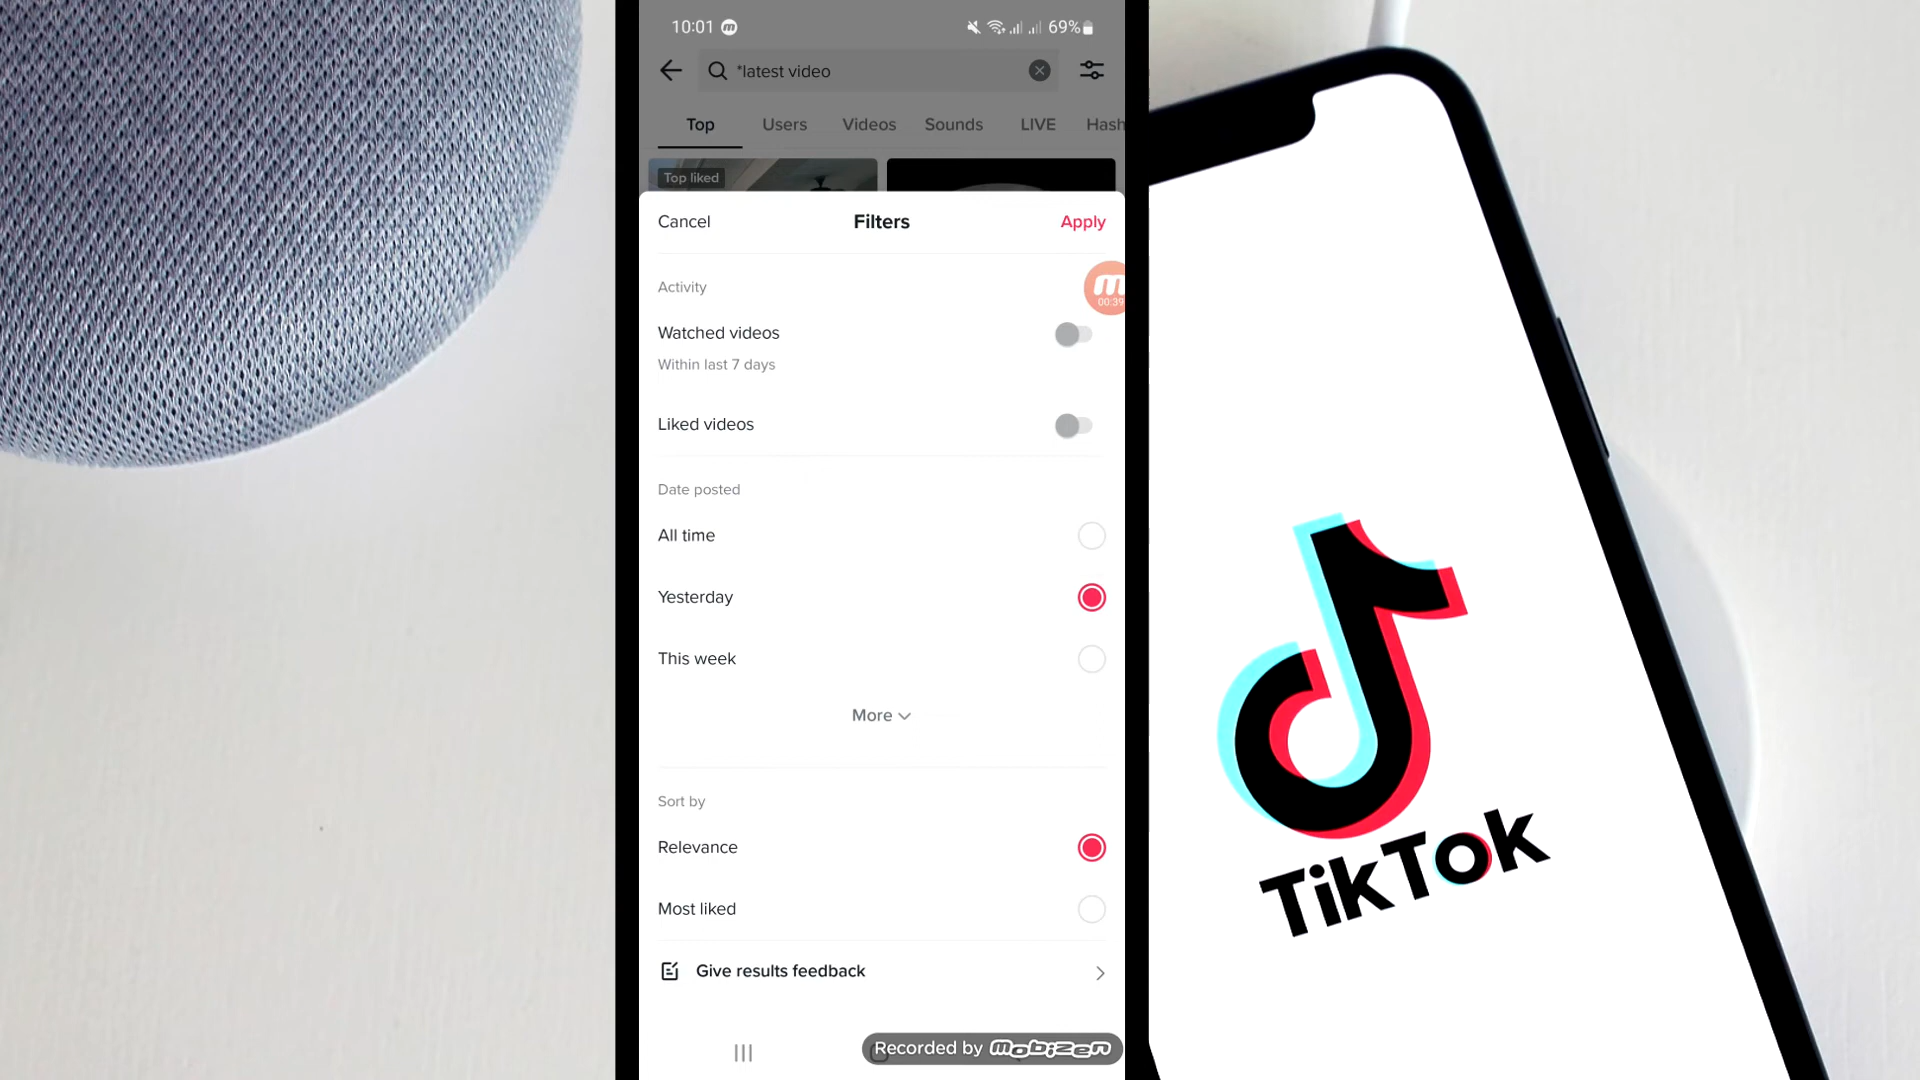 10:01 m 69%
*latest video
Top Users Videos Sounds LIVE Hash
Top liked
Cancel Filters Apply
Activity
m
00:39
Watched videos
Within last 7 days
Liked videos
Date posted
All time
Yesterday
This week
More
Sort by
Relevance
Most liked
Give results feedback
Recorded by mobizen
TikTok